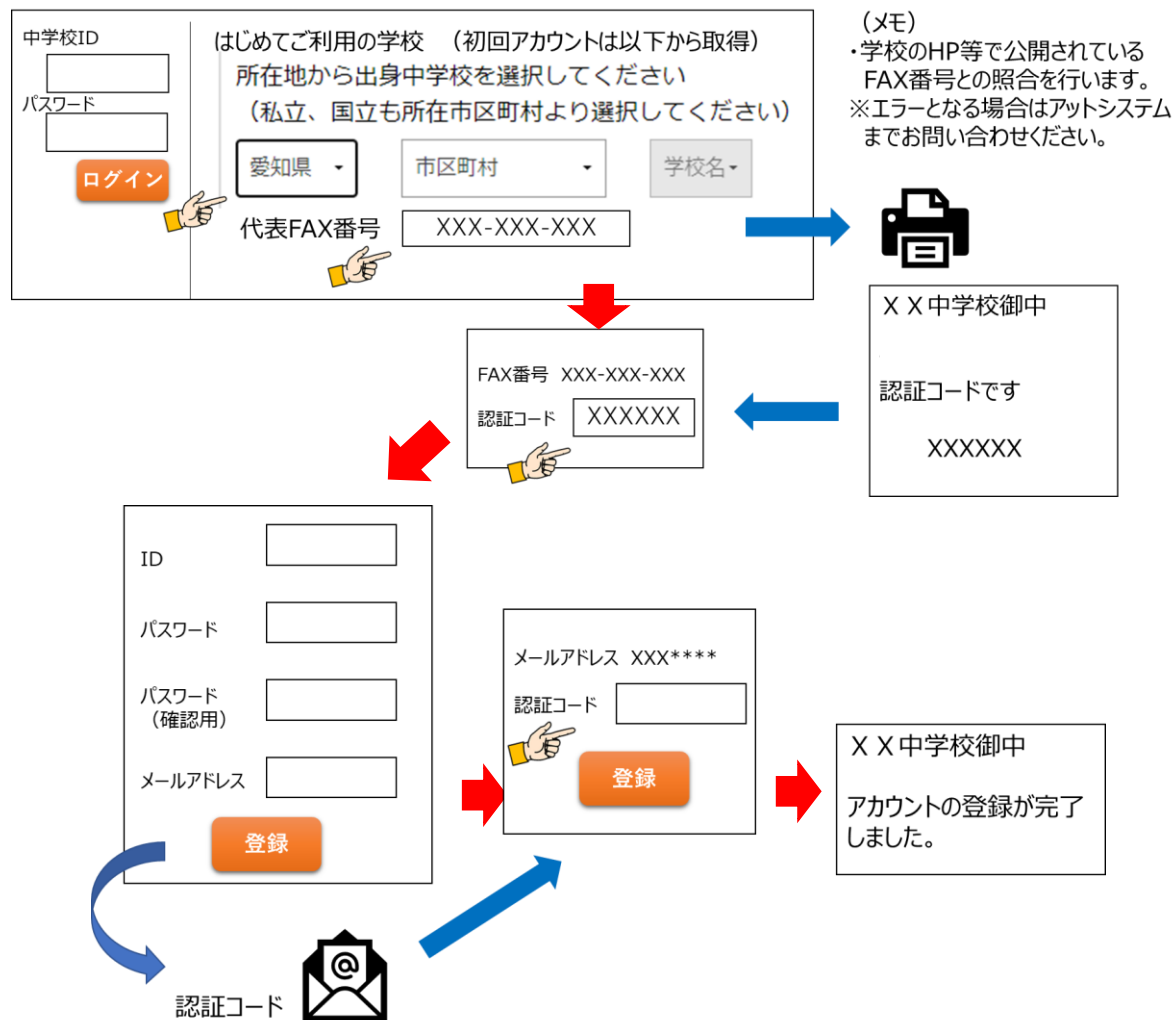 中学校ID
パスワード
ログイン
はじめてご利用の学校　（初回アカウントは以下から取得）
所在地から出身中学校を選択してください
（私立、国立も所在市区町村より選択してください）
愛知県
市区町村
学校名
代表FAX番号
XXX-XXX-XXX
（メモ）
・学校のHP等で公開されている
FAX番号との照合を行います。
※エラーとなる場合はアットシステム
までお問い合わせください。
ＸＸ中学校御中
認証コードです
XXXXXX
FAX番号 XXX-XXX-XXX
認証コード XXXXXX
ID
パスワード
パスワード
（確認用）
メールアドレス
登録
認証コード
@
メールアドレス XXX****
認証コード
登録
ＸＸ中学校御中
アカウントの登録が完了
しました。